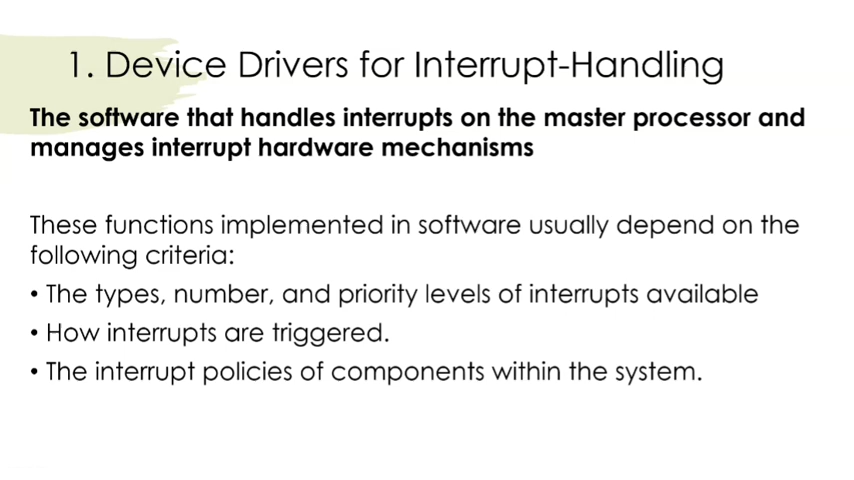 1. Device Drivers for Interrupt-Handling
The software that handles interrupts on the master processor and
manages interrupt hardware mechanisms
These functions implemented in software usually depend on the
following criteria:
• The types, number, and priority levels of interrupts available
• How interrupts are triggered.
• The interrupt policies of components within the system.